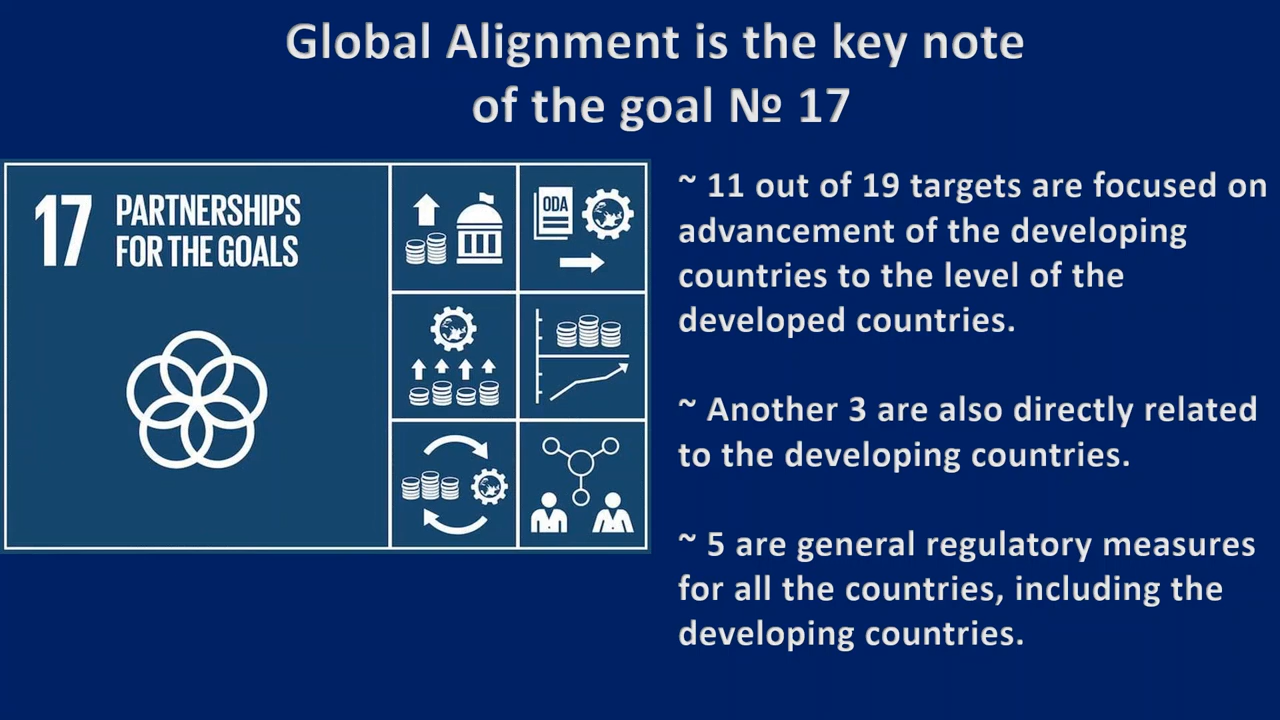 Global Alignment is the key note
of the goal № 17
17 PARTNERSHIPS
FOR THE GOALS
ODA
~ 11 out of 19 targets are focused on
advancement of the developing
countries to the level of the
developed countries.
~ Another 3 are also directly related
to the developing countries.
~ 5 are general regulatory measures
for all the countries, including the
developing countries.